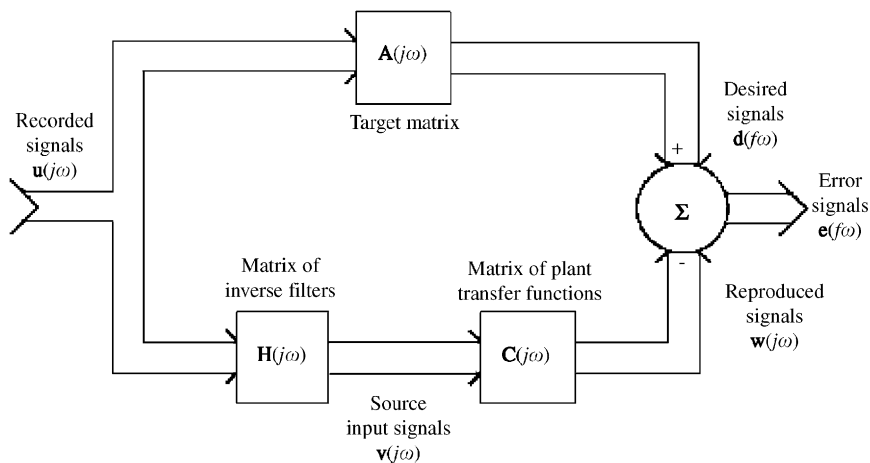 A(jω)
Target matrix
Recorded
signals
u(jω)
Desired
signals
d(fω)
+
Σ
-
Error
signals
e(fω)
Matrix of
inverse filters
H(jω)
Matrix of plant
transfer functions
C(jω)
Reproduced
signals
w(jω)
Source
input signals
v(jω)